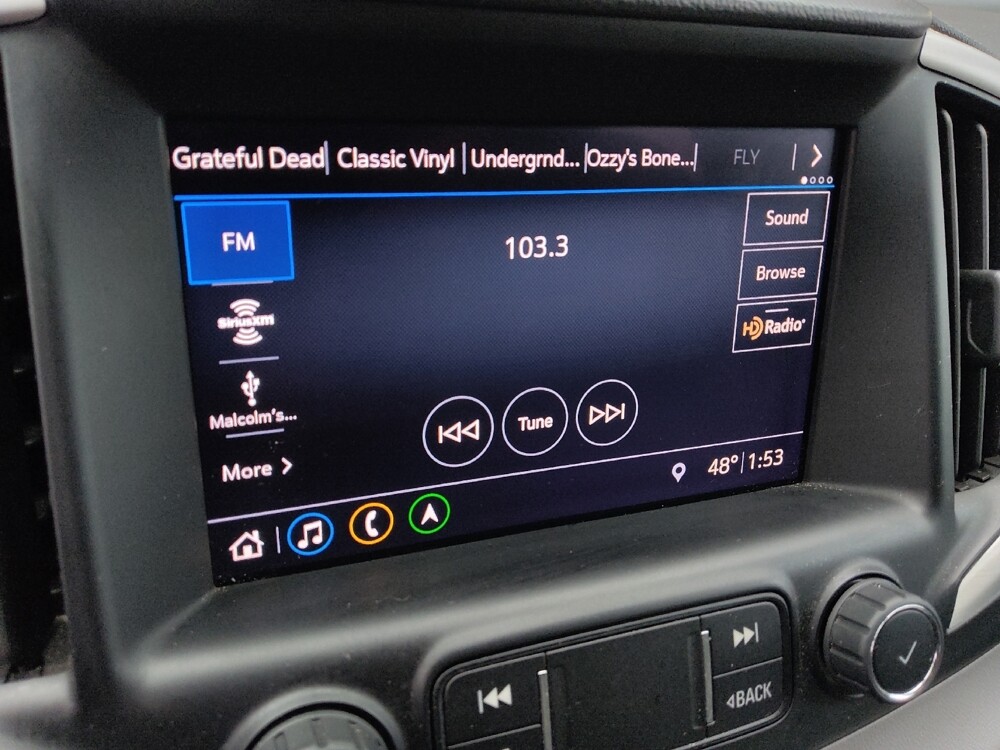 Grateful Dead Classic Vinyl Undergrnd... Ozzy's Bone... FLY
FM
103.3
Sound
Browse
HD Radio
SiriusXm
Malcolm's...
Tune
More
48° 1:53
BACK